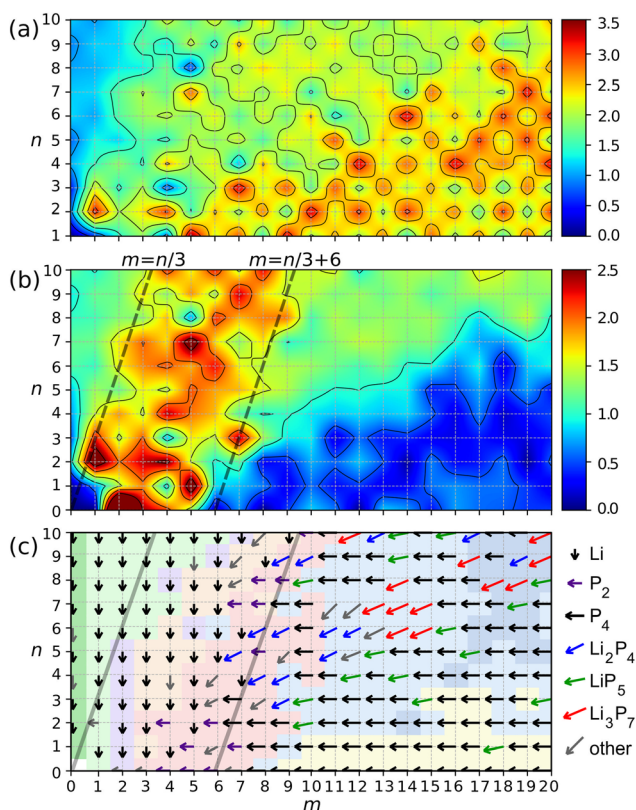 (a)
10
9
8
7
6
n
5
4
3
2
1
3.5
3.0
2.5
2.0
1.5
1.0
0.5
0.0
m=n/3
m=n/3+6
(b)
10
9
8
7
6
n
5
4
3
2
1
0
2.5
2.0
1.5
1.0
0.5
0.0
(c)
10
9
8
7
6
n
5
4
3
2
1
0
0 1 2 3 4 5 6 7 8 9 10 11 12 13 14 15 16 17 18 19 20
m
Li
P₂
P₄
Li₂P₄
LiP₅
Li₃P₇
other